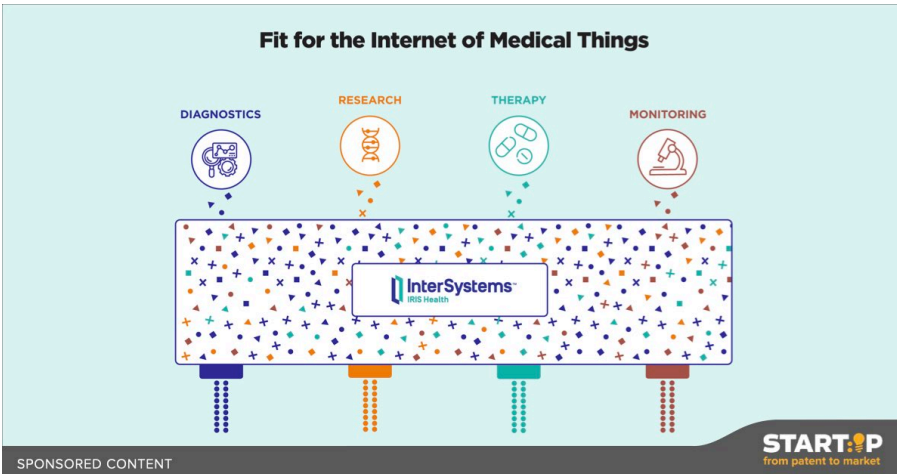 Fit for the Internet of Medical Things
DIAGNOSTICS
RESEARCH
THERAPY
MONITORING
InterSystems™
IRIS Health
SPONSORED CONTENT
START:UP
from patent to market